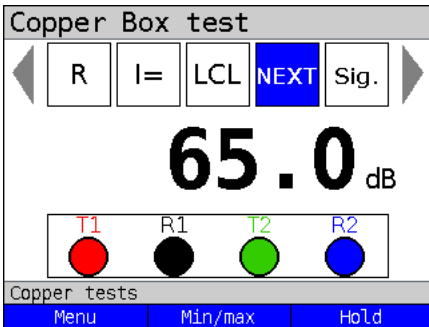 Copper Box test
R I= LCL NEXT Sig.
65.0 dB
T1 R1 T2 R2
Copper tests
Menu Min/max Hold